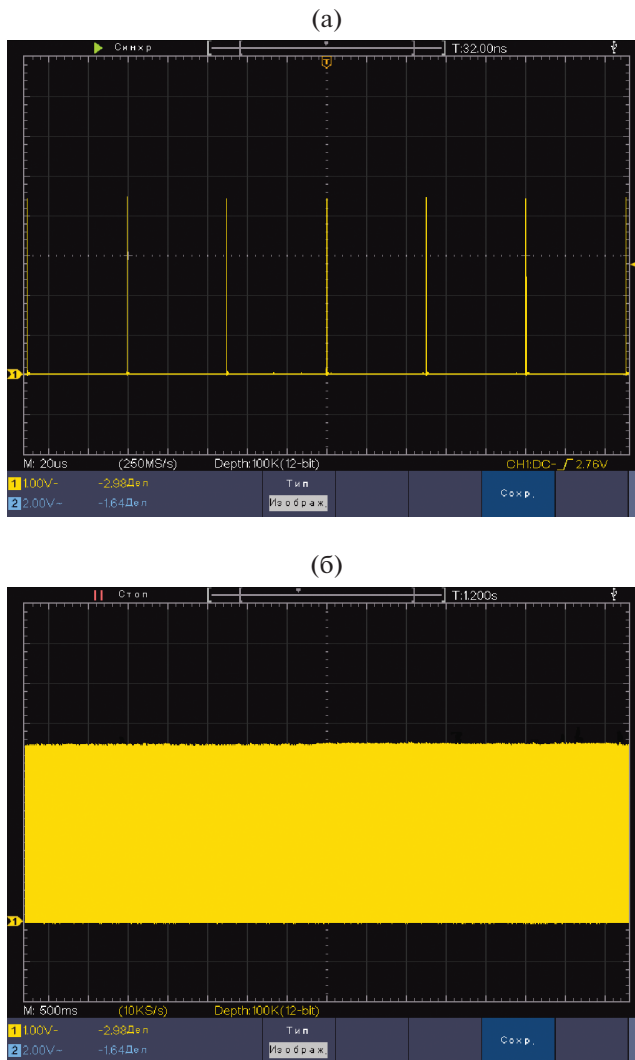 (а)
Синхр T:32.00ns
T
1
M: 20us (250MS/s) Depth:100K(12-bit) CH1:DC- 2.76V
1 1.00V~ -2.98Дел Тип
2 2.00V~ -1.64Дел Изображ. Сохр.
(б)
Стоп T:1.200s
1
M: 500ms (10KS/s) Depth:100K(12-bit)
1 1.00V~ -2.98Дел Тип
2 2.00V~ -1.64Дел Изображ. Сохр.